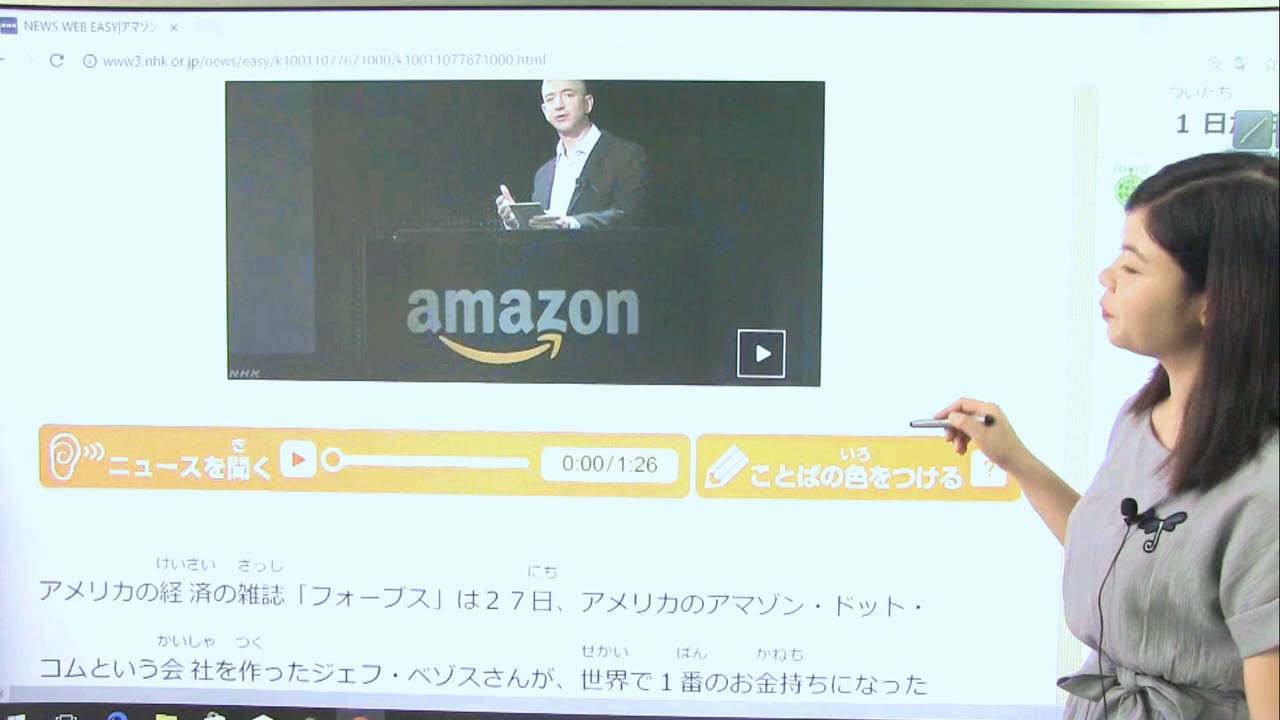 NEWS WEB EASY|アマゾン
www3.nhk.or.jp/news/easy/k10011077671000/k10011077671000.html
ついたち
1日
amazon
NHK
き
ニュースを聞く
0:00/1:26
いろ
ことばの色をつける
?
けいざい ざっし にち
アメリカの経済の雑誌「フォーブス」は27日、アメリカのアマゾン・ドット・
かいしゃ つく せかい ばん かねも
コムという会社を作ったジェフ・ベゾスさんが、世界で1番のお金持ちになった